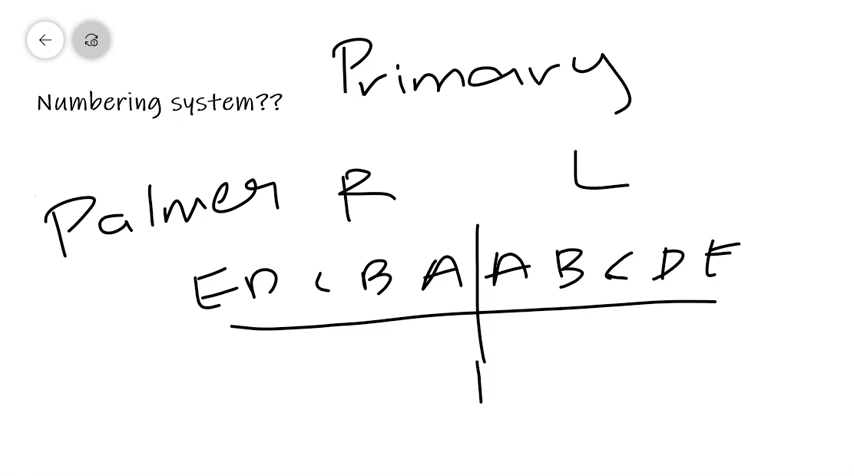 Primary
Numbering system??
Palmer R L
E D C B A | A B C D E